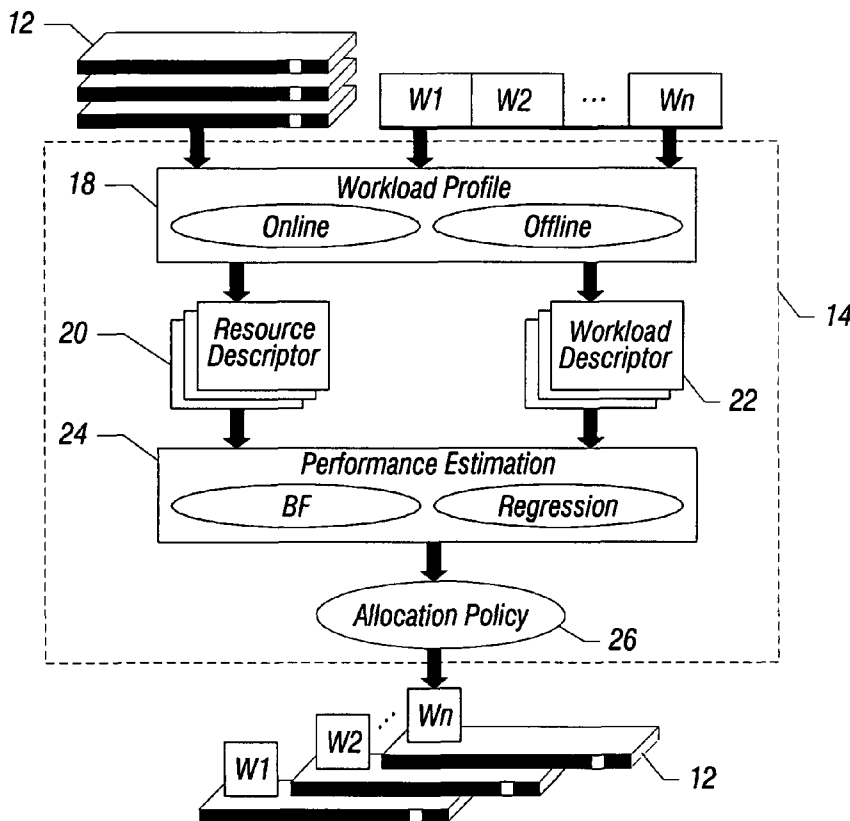 12
W1 W2 ... Wn
18
Workload Profile
Online Offline
14
20
Resource
Descriptor
Workload
Descriptor
22
24
Performance Estimation
BF Regression
Allocation Policy
26
Wn
...
W2
W1
12